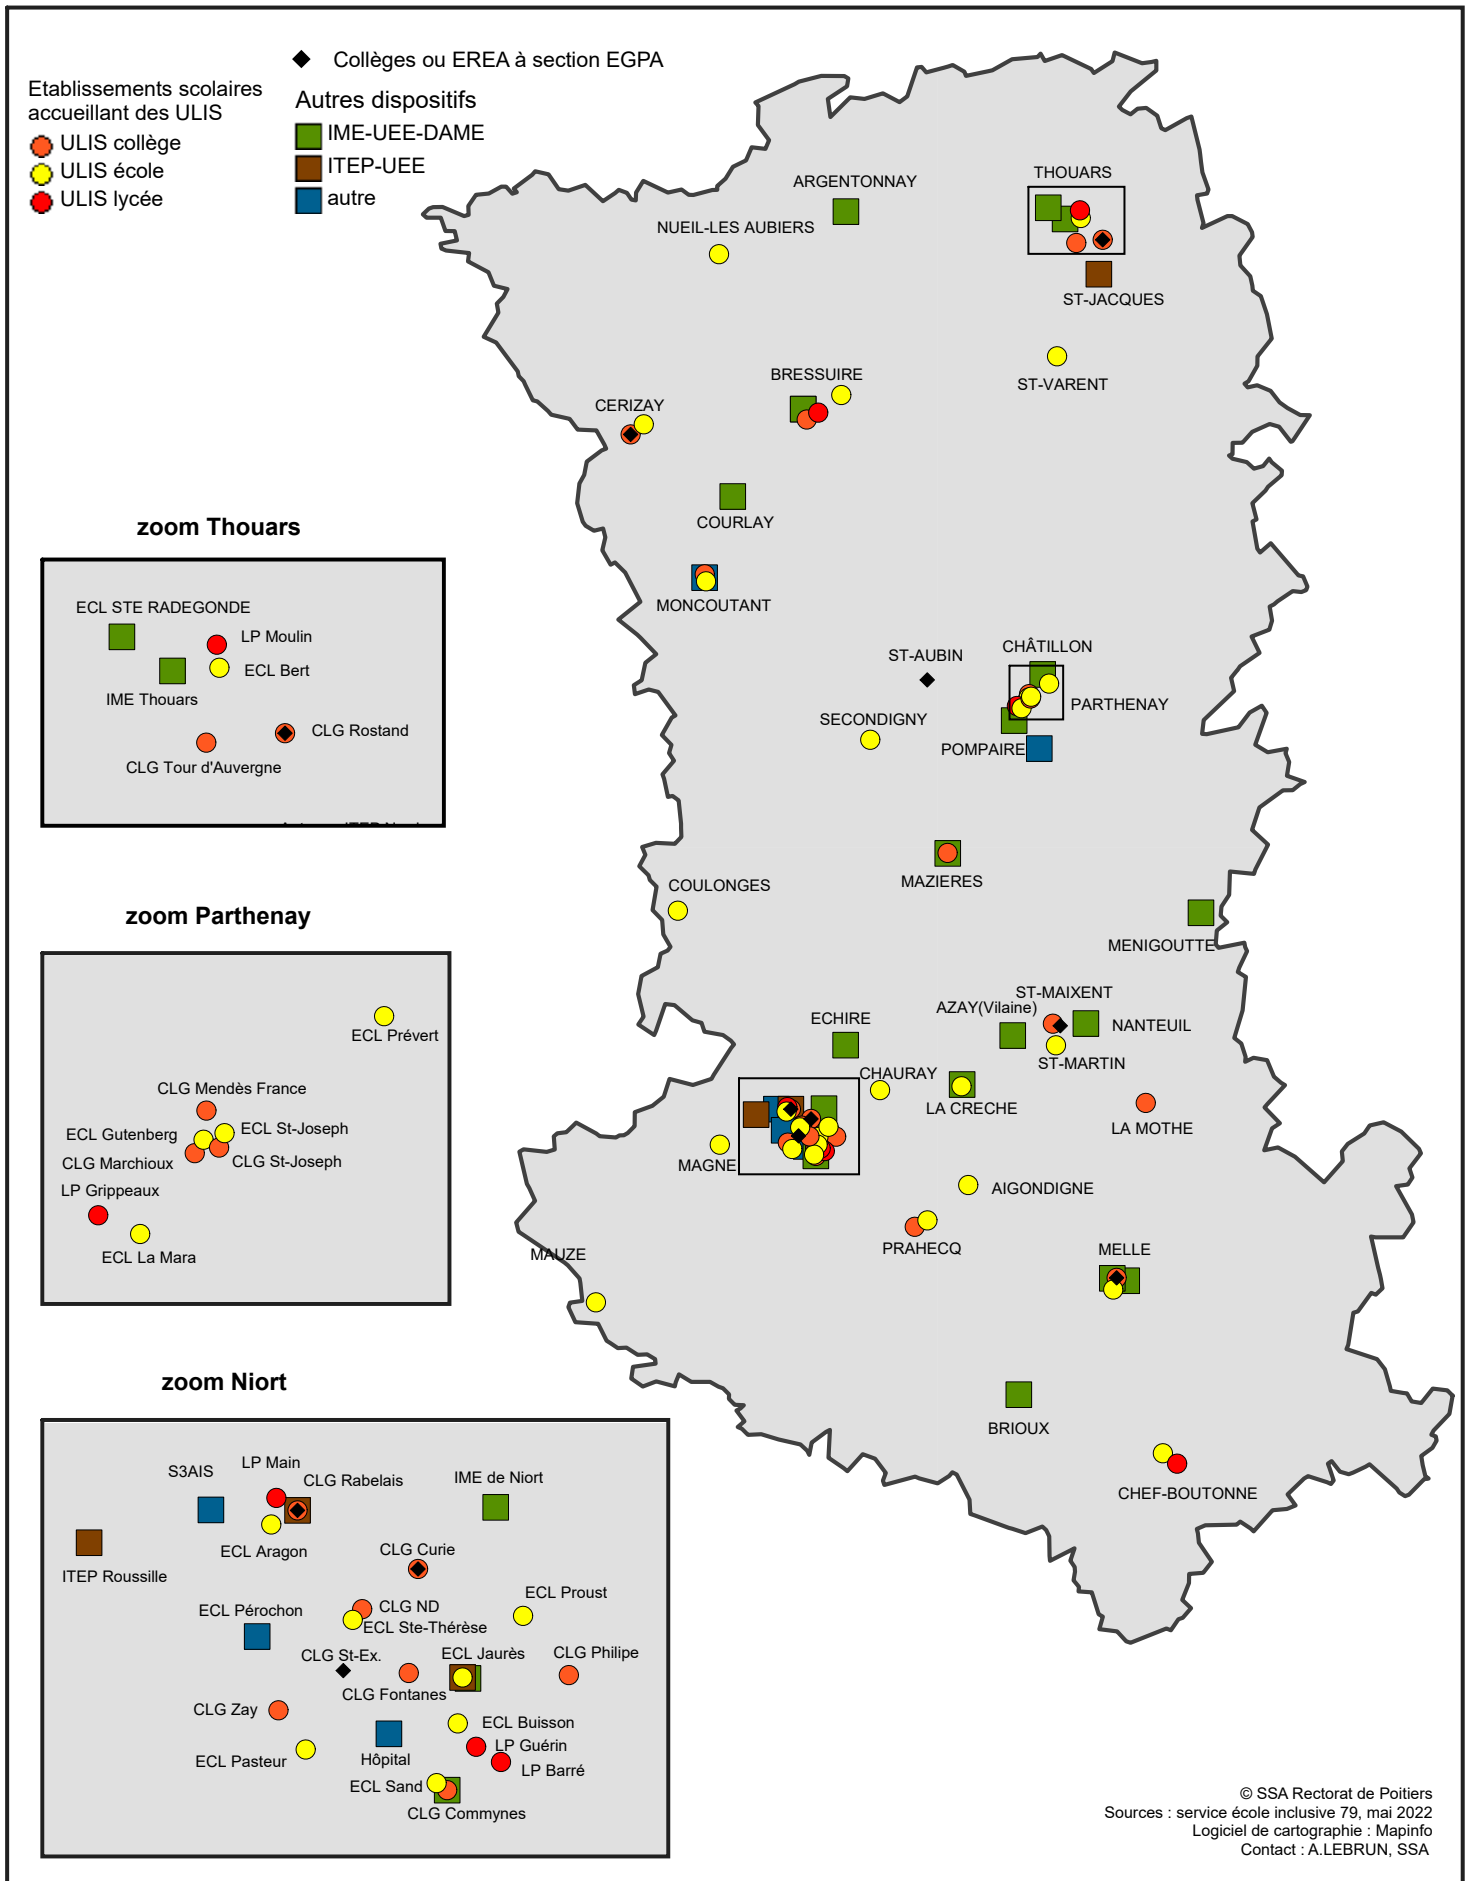 Collèges ou EREA à section EGPA
Etablissements scolaires
accueillant des ULIS
ULIS collège
ULIS école
ULIS lycée
Autres dispositifs
IME-UEE-DAME
ITEP-UEE
autre
THOUARS
ARGENTONNAY
NUEIL-LES AUBIERS
ST-JACQUES
ST-VARENT
BRESSUIRE
CERIZAY
COURLAY
MONCOUTANT
ST-AUBIN
CHÂTILLON
PARTHENAY
SECONDIGNY
POMPAIRE
MAZIERES
COULONGES
MENIGOUTTE
ST-MAIXENT
AZAY(Vilaine)
ECHIRE
NANTEUIL
ST-MARTIN
CHAURAY
LA CRECHE
LA MOTHE
MAGNE
AIGONDIGNE
PRAHECQ
MELLE
MAUZE
BRIOUX
CHEF-BOUTONNE
zoom Thouars
ECL STE RADEGONDE
LP Moulin
ECL Bert
IME Thouars
CLG Rostand
CLG Tour d'Auvergne
zoom Parthenay
ECL Prévert
CLG Mendès France
ECL St-Joseph
ECL Gutenberg
CLG Marchioux
CLG St-Joseph
LP Grippeaux
ECL La Mara
zoom Niort
S3AIS
LP Main
CLG Rabelais
IME de Niort
ECL Aragon
CLG Curie
ITEP Roussille
ECL Proust
ECL Pérochon
CLG ND
ECL Ste-Thérèse
CLG St-Ex.
ECL Jaurès
CLG Philipe
CLG Fontanes
CLG Zay
ECL Buisson
ECL Pasteur
Hôpital
LP Guérin
LP Barré
ECL Sand
CLG Commynes
© SSA Rectorat de Poitiers
Sources : service école inclusive 79, mai 2022
Logiciel de cartographie : Mapinfo
Contact : A.LEBRUN, SSA